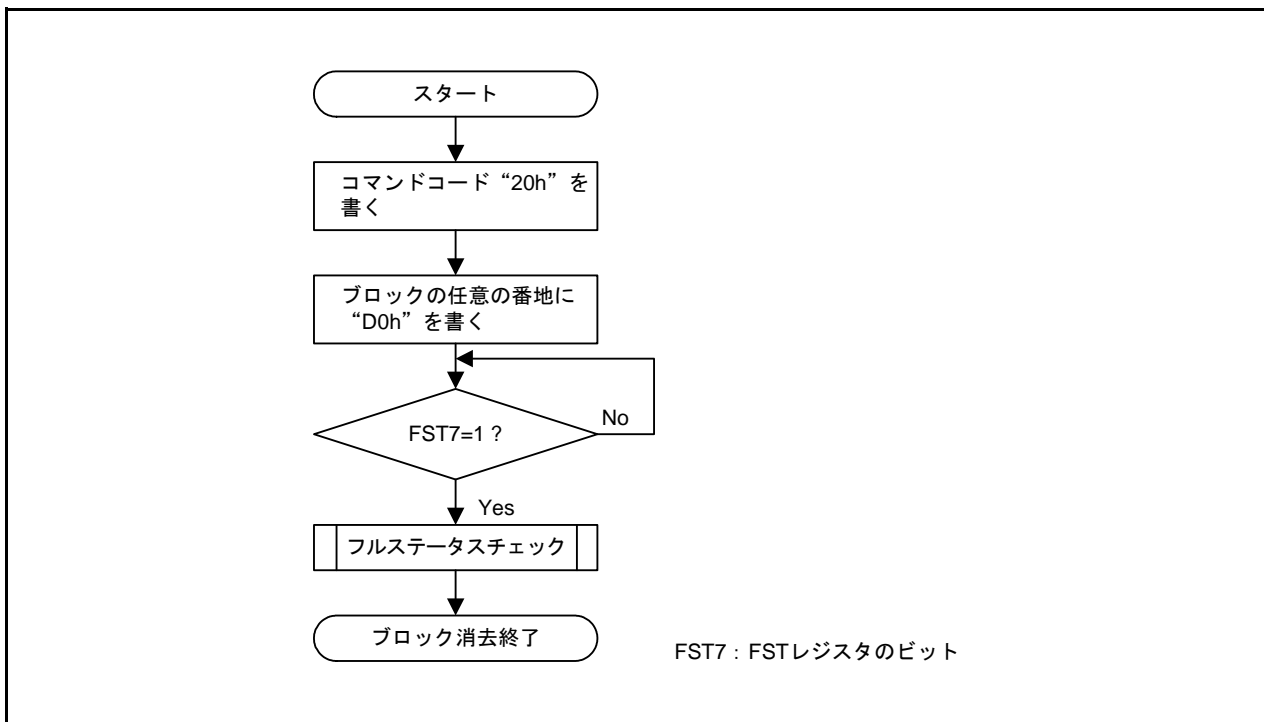 スタート
コマンドコード“20h”を
書く
ブロックの任意の番地に
“D0h”を書く
FST7=1 ?
No
Yes
フルステータスチェック
ブロック消去終了
FST7 : FSTレジスタのビット